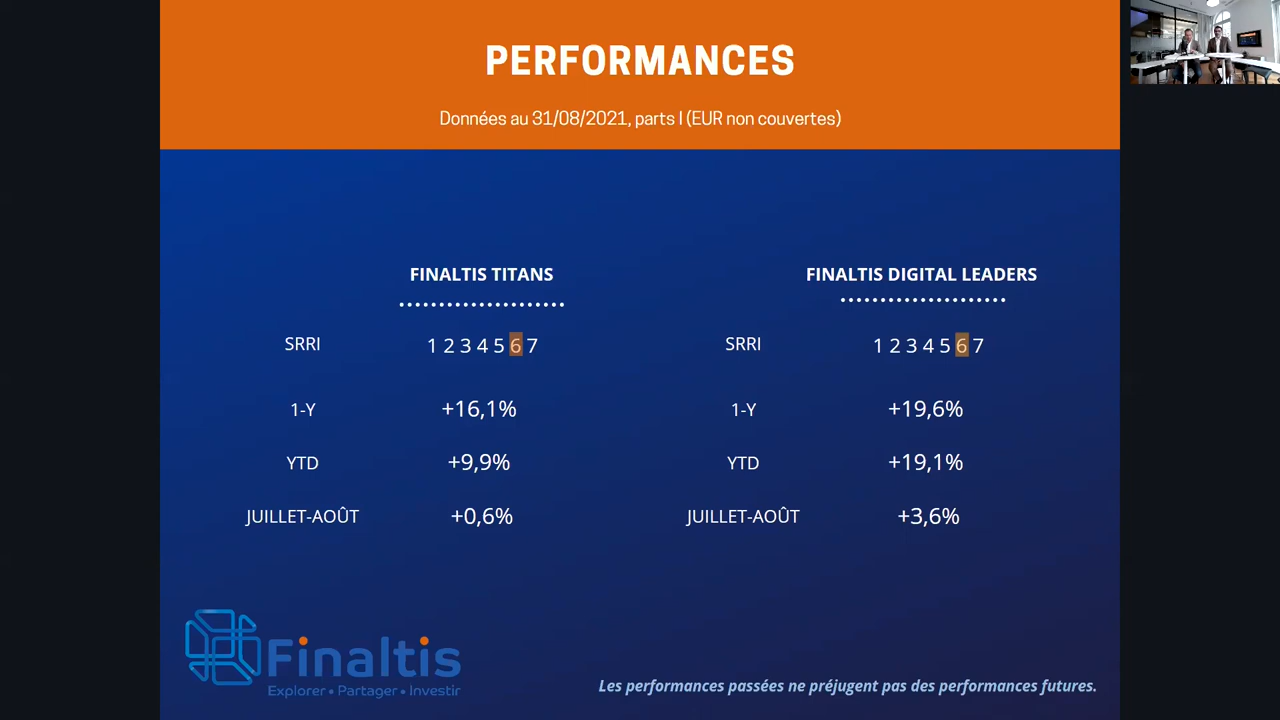 PERFORMANCES
Données au 31/08/2021, parts I (EUR non couvertes)
FINALTIS TITANS
SRRI 1 2 3 4 5 6 7
1-Y +16,1%
YTD +9,9%
JUILLET-AOÛT +0,6%
FINALTIS DIGITAL LEADERS
SRRI 1 2 3 4 5 6 7
1-Y +19,6%
YTD +19,1%
JUILLET-AOÛT +3,6%
Finaltis
Explorer • Partager • Investir
Les performances passées ne préjugent pas des performances futures.